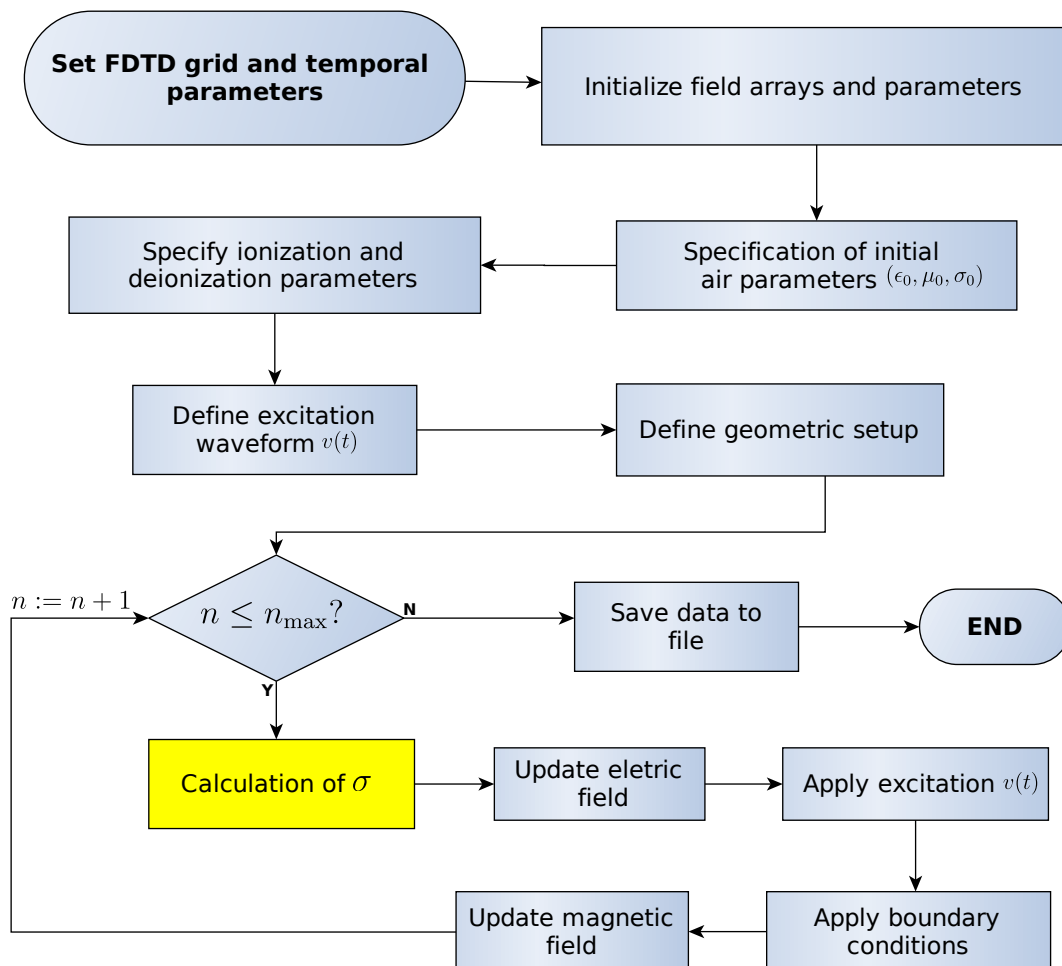 Set FDTD grid and temporal
parameters
Initialize field arrays and parameters
Specification of initial
air parameters (ϵ₀, μ₀, σ₀)
Specify ionization and
deionization parameters
Define excitation
waveform v(t)
Define geometric setup
n := n + 1
n ≤ n_max?
N
Y
Save data to
file
END
Calculation of σ
Update eletric
field
Apply excitation v(t)
Apply boundary
conditions
Update magnetic
field